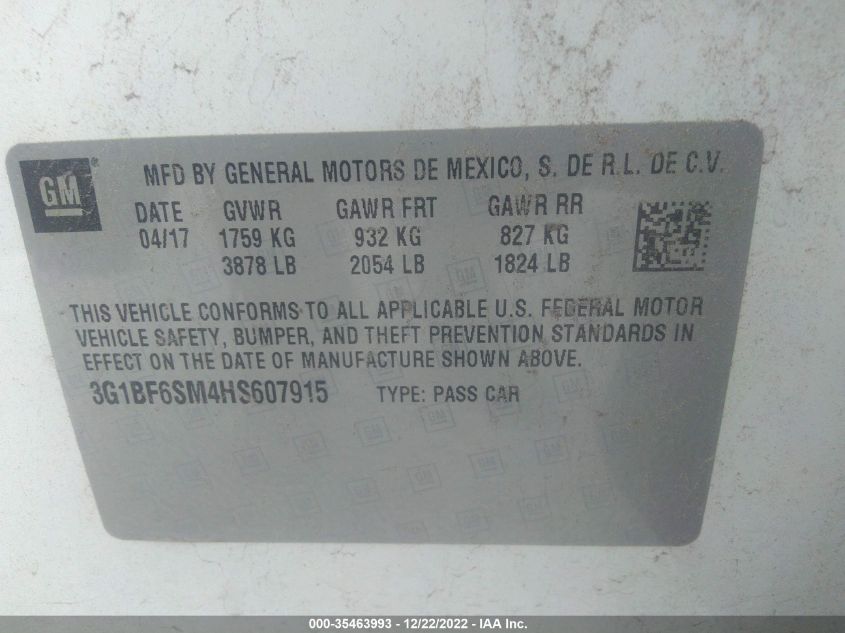 GM®
MFD BY GENERAL MOTORS DE MEXICO, S. DE R.L. DE C.V.
DATE GVWR GAWR FRT GAWR RR
04/17 1759 KG 932 KG 827 KG
3878 LB 2054 LB 1824 LB
THIS VEHICLE CONFORMS TO ALL APPLICABLE U.S. FEDERAL MOTOR
VEHICLE SAFETY, BUMPER, AND THEFT PREVENTION STANDARDS IN
EFFECT ON THE DATE OF MANUFACTURE SHOWN ABOVE.
3G1BF6SM4HS607915 TYPE: PASS CAR
000-35463993 - 12/22/2022 - IAA Inc.